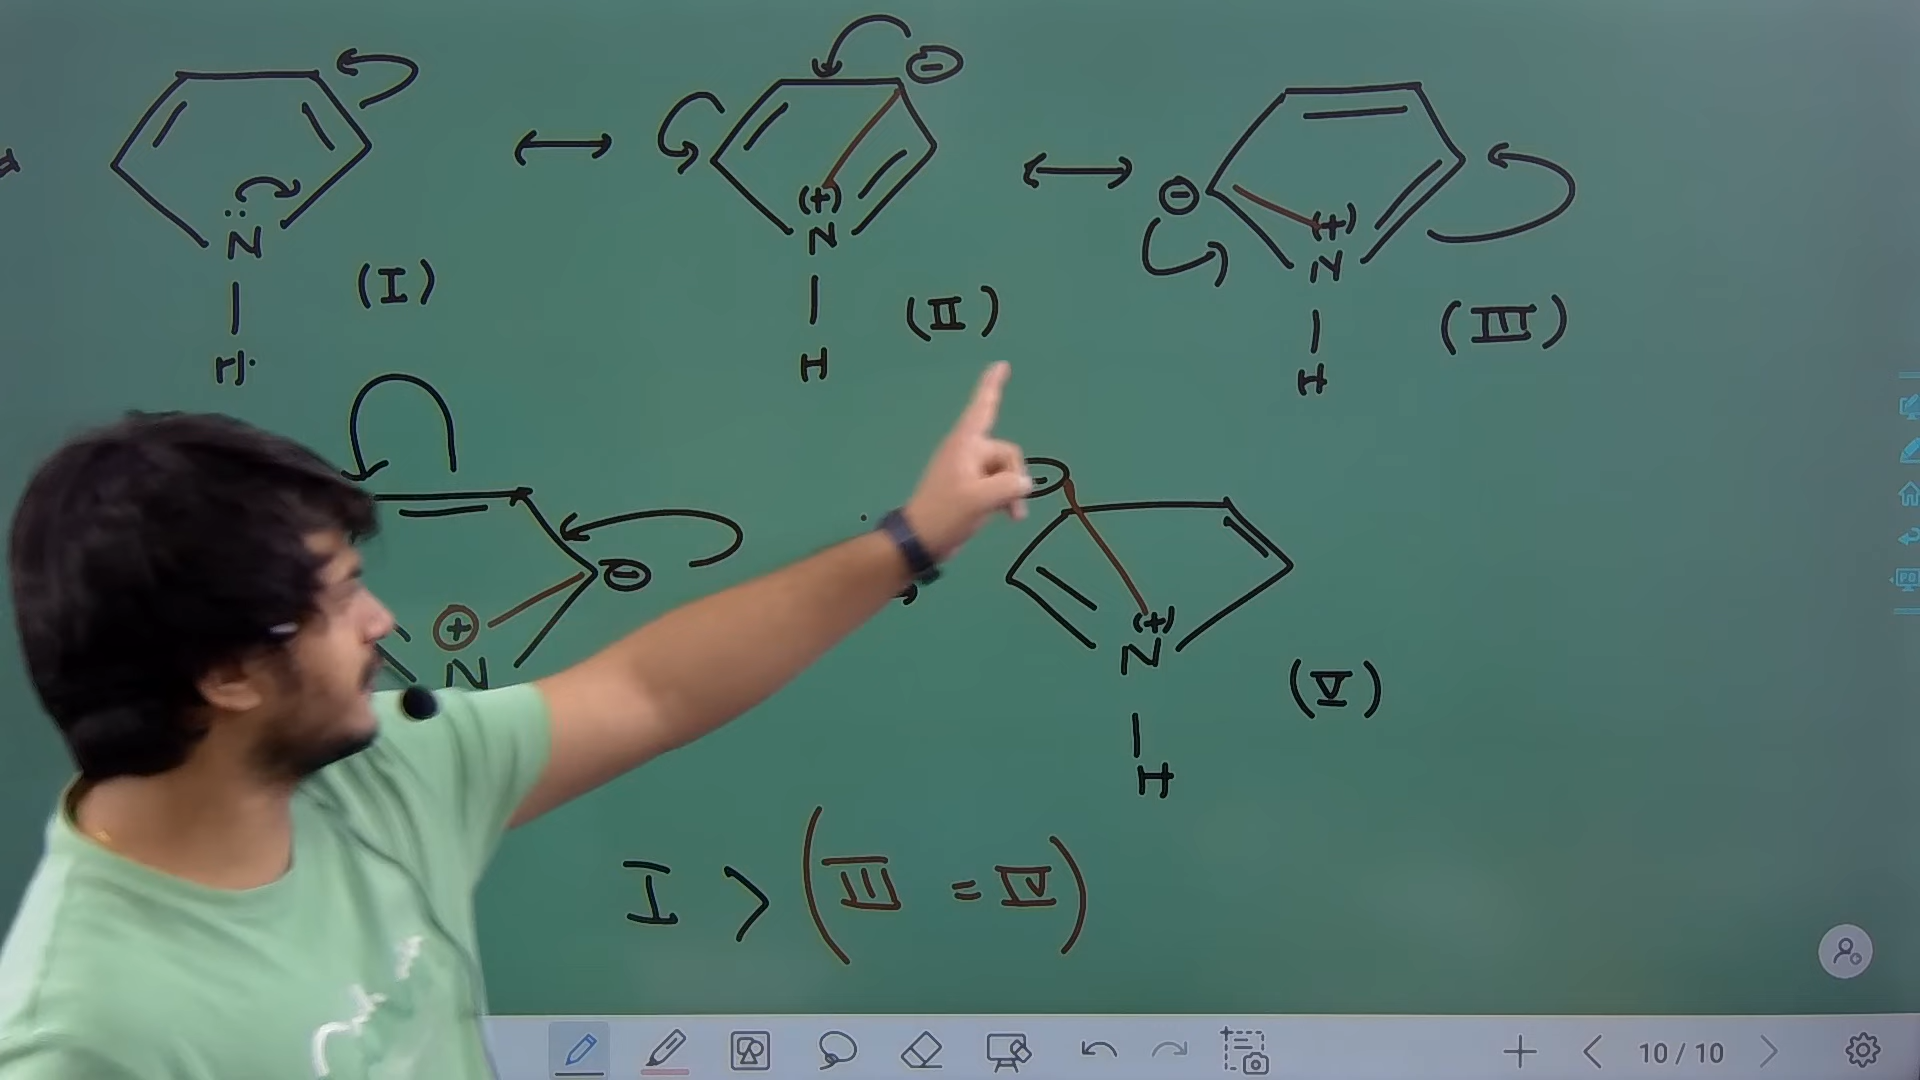 N
H
(I)
⊖
(+)
N
H
(II)
⊖
(+)
N
H
(III)
⊕
N
⊖
(+)
N
H
(V)
I > (III = IV)
10 / 10